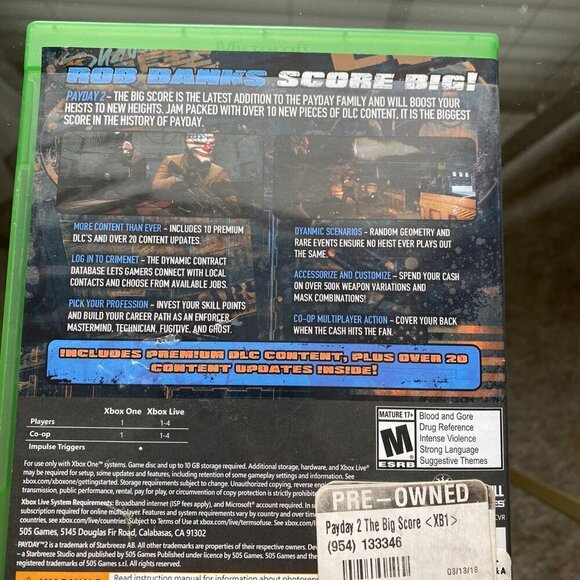 Microsoft
ROB BANKS SCORE BIG!
PAYDAY 2 - THE BIG SCORE IS THE LATEST ADDITION TO THE PAYDAY FAMILY AND WILL BOOST YOUR
HEISTS TO NEW HEIGHTS. JAM PACKED WITH OVER 10 NEW PIECES OF DLC CONTENT, IT IS THE BIGGEST
SCORE IN THE HISTORY OF PAYDAY.
MORE CONTENT THAN EVER - INCLUDES 10 PREMIUM
DLC'S AND OVER 20 CONTENT UPDATES.
LOG IN TO CRIMENET - THE DYNAMIC CONTRACT
DATABASE LETS GAMERS CONNECT WITH LOCAL
CONTACTS AND CHOOSE FROM AVAILABLE JOBS.
PICK YOUR PROFESSION - INVEST YOUR SKILL POINTS
AND BUILD YOUR CAREER PATH AS AN ENFORCER,
MASTERMIND, TECHNICIAN, FUGITIVE, AND GHOST.
DYANMIC SCENARIOS - RANDOM GEOMETRY AND
RARE EVENTS ENSURE NO HEIST EVER PLAYS OUT
THE SAME.
ACCESSORIZE AND CUSTOMIZE - SPEND YOUR CASH
ON OVER 500K WEAPON VARIATIONS AND
MASK COMBINATIONS!
CO-OP MULTIPLAYER ACTION - COVER YOUR BACK
WHEN THE CASH HITS THE FAN.
INCLUDES PREMIUM DLC CONTENT, PLUS OVER 20
CONTENT UPDATES INSIDE!
Xbox One Xbox Live
Players 1 1-4
Co-op 1 1-4
Impulse Triggers •
MATURE 17+
M
ESRB
Blood and Gore
Drug Reference
Intense Violence
Strong Language
Suggestive Themes
For use only with Xbox One™ systems. Game disc and up to 10 GB storage required. Additional storage, hardware, and Xbox Live®
may be required for setup, some updates and features, including retention of some gameplay settings and information. See
xbox.com/xboxone/gettingstarted. Storage requirements subject to change. Unauthorized
transmission, public performance, rental, pay for play, or circumvention of copy protection is strictly prohibited.
Xbox Live System Requirements: Broadband internet (ISP fees apply), and Microsoft® account required. In some
for online multiplayer. Features and system requirements vary by country and over time
countries, see xbox.com/live/countries. Subject to Terms of Use at xbox.com/live/termsofuse. See
505 Games, 5145 Douglas Fir Road, Calabasas, CA 91302
PAYDAY™2 is a trademark of Starbreeze AB. All other trademarks are properties of their respective owners. Dev
– a Starbreeze Studio and published by 505 Games Published under license by 505 Games. 505 Games and the
registered trademarks of 505 Games S.p.A. All rights reserved.
PRE-OWNED
Payday 2 The Big Score <XB1>
(954) 133346
03/13/18
Read instruction manual for information about